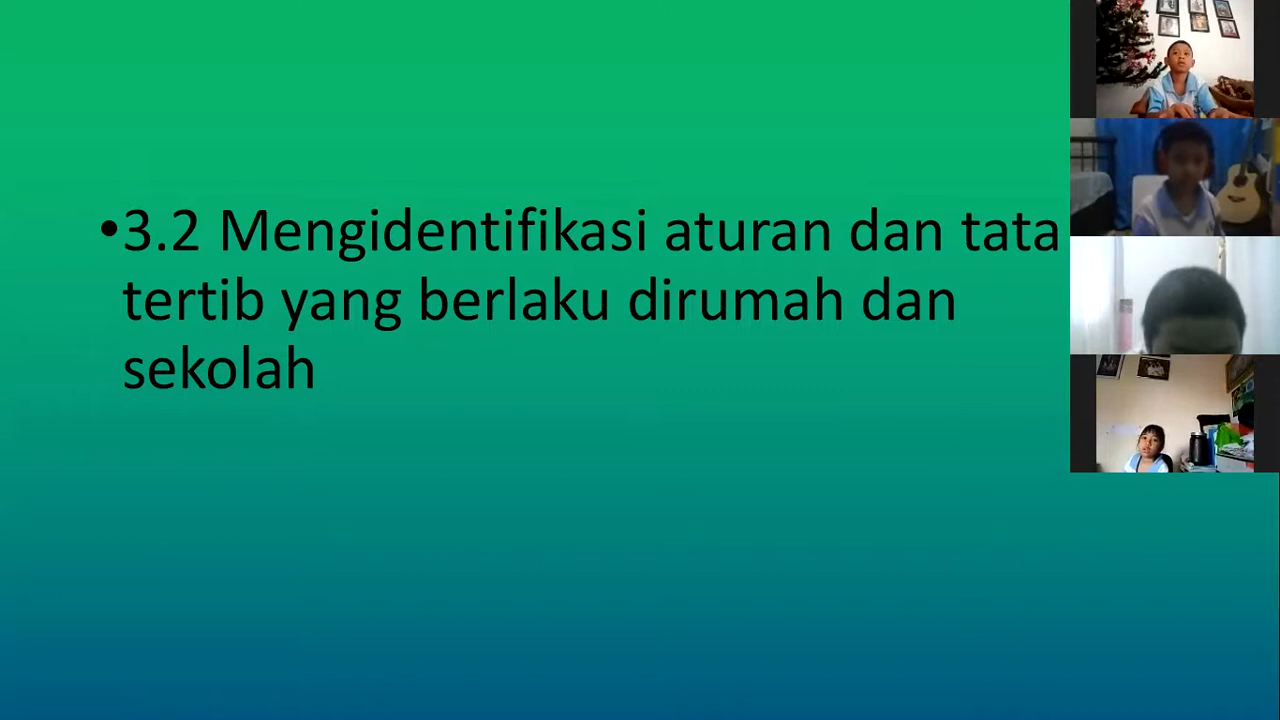 •3.2 Mengidentifikasi aturan dan tata
tertib yang berlaku dirumah dan
sekolah